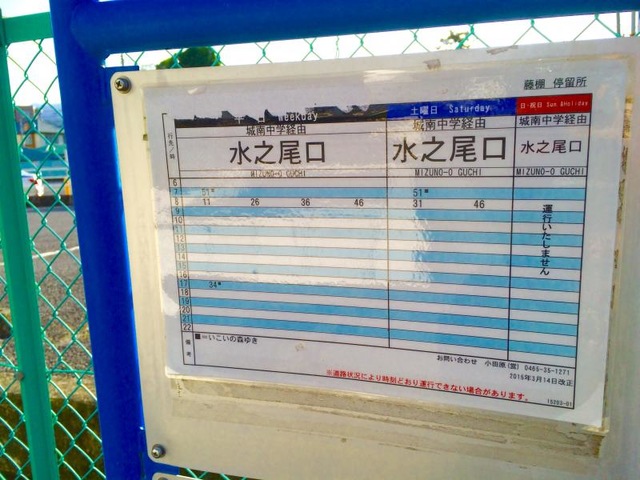 藤棚 停留所
行先/時
日 Weekday 土曜日 Saturday 日・祝日 Sun &Holiday
城南中学経由 城南中学経由 城南中学経由
水之尾口 水之尾口 水之尾口
MIZUNO-O GUCHI MIZUNO-O GUCHI MIZUNO-O GUCHI
6
7 51■ 51■
8 11 26 36 46 31 46
9
10
11
12
13
14
15
16
17 34■
18
19
20
21
22
運行いたしません
備考 ■=いこいの森ゆき
お問い合わせ 小田原(営) 0465-35-1271
※道路状況により時刻どおり運行できない場合があります。 2015年3月14日改正
15203-01